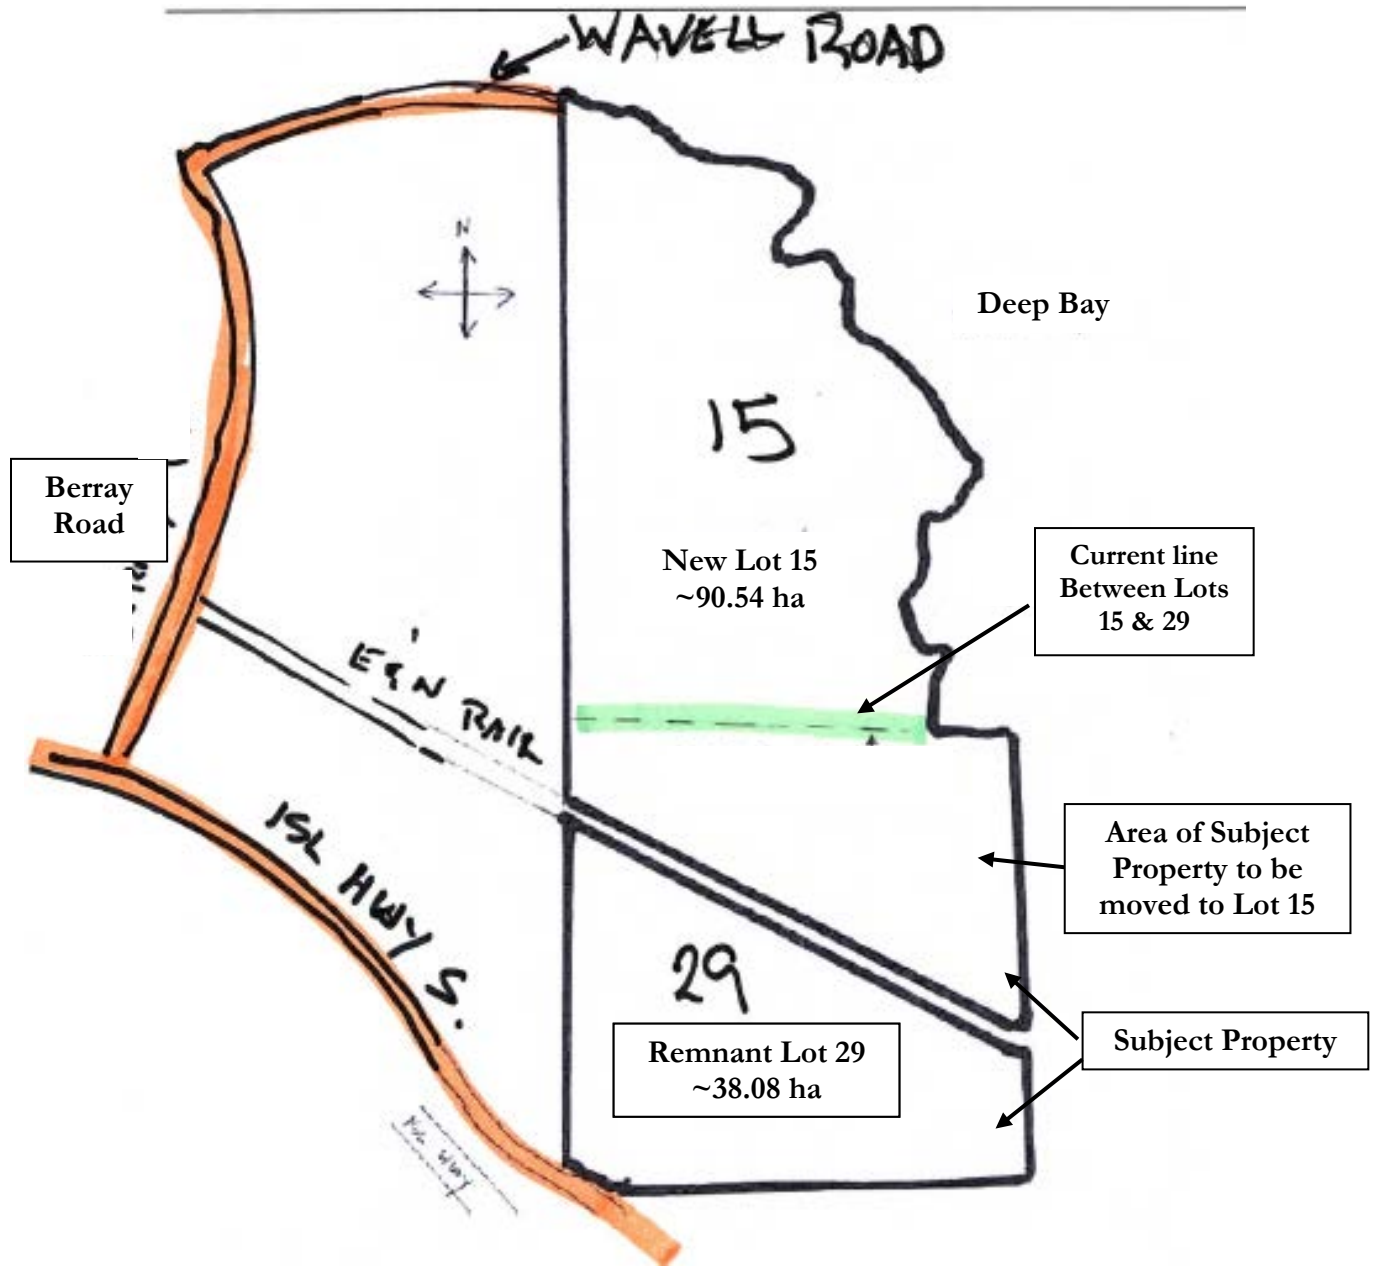 WAVELL ROAD
N
Deep Bay
15
Berray
Road
New Lot 15
~90.54 ha
Current line
Between Lots
15 & 29
E&'N RAIL
ISL HWY S.
Area of Subject
Property to be
moved to Lot 15
29
Remnant Lot 29
~38.08 ha
Subject Property
HWY